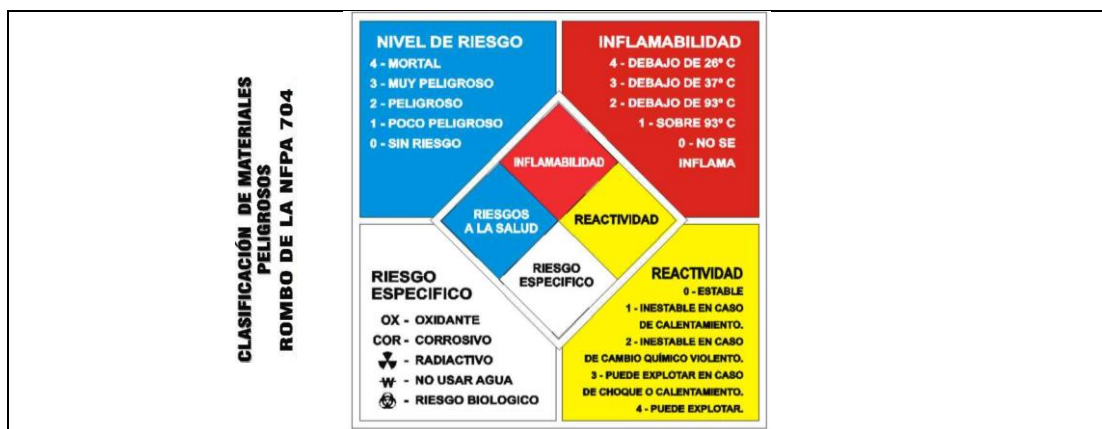 CLASIFICACIÓN DE MATERIALES
PELIGROSOS
ROMBO DE LA NFPA 704
NIVEL DE RIESGO
4 - MORTAL
3 - MUY PELIGROSO
2 - PELIGROSO
1 - POCO PELIGROSO
0 - SIN RIESGO
INFLAMABILIDAD
4 - DEBAJO DE 26º C
3 - DEBAJO DE 37º C
2 - DEBAJO DE 93º C
1 - SOBRE 93º C
0 - NO SE
INFLAMA
INFLAMABILIDAD
RIESGOS
A LA SALUD
REACTIVIDAD
RIESGO
ESPECIFICO
RIESGO
ESPECIFICO
OX - OXIDANTE
COR - CORROSIVO
- RADIACTIVO
W - NO USAR AGUA
- RIESGO BIOLOGICO
REACTIVIDAD
0 - ESTABLE
1 - INESTABLE EN CASO
DE CALENTAMIENTO.
2 - INESTABLE EN CASO
DE CAMBIO QUÍMICO VIOLENTO.
3 - PUEDE EXPLOTAR EN CASO
DE CHOQUE O CALENTAMIENTO.
4 - PUEDE EXPLOTAR.